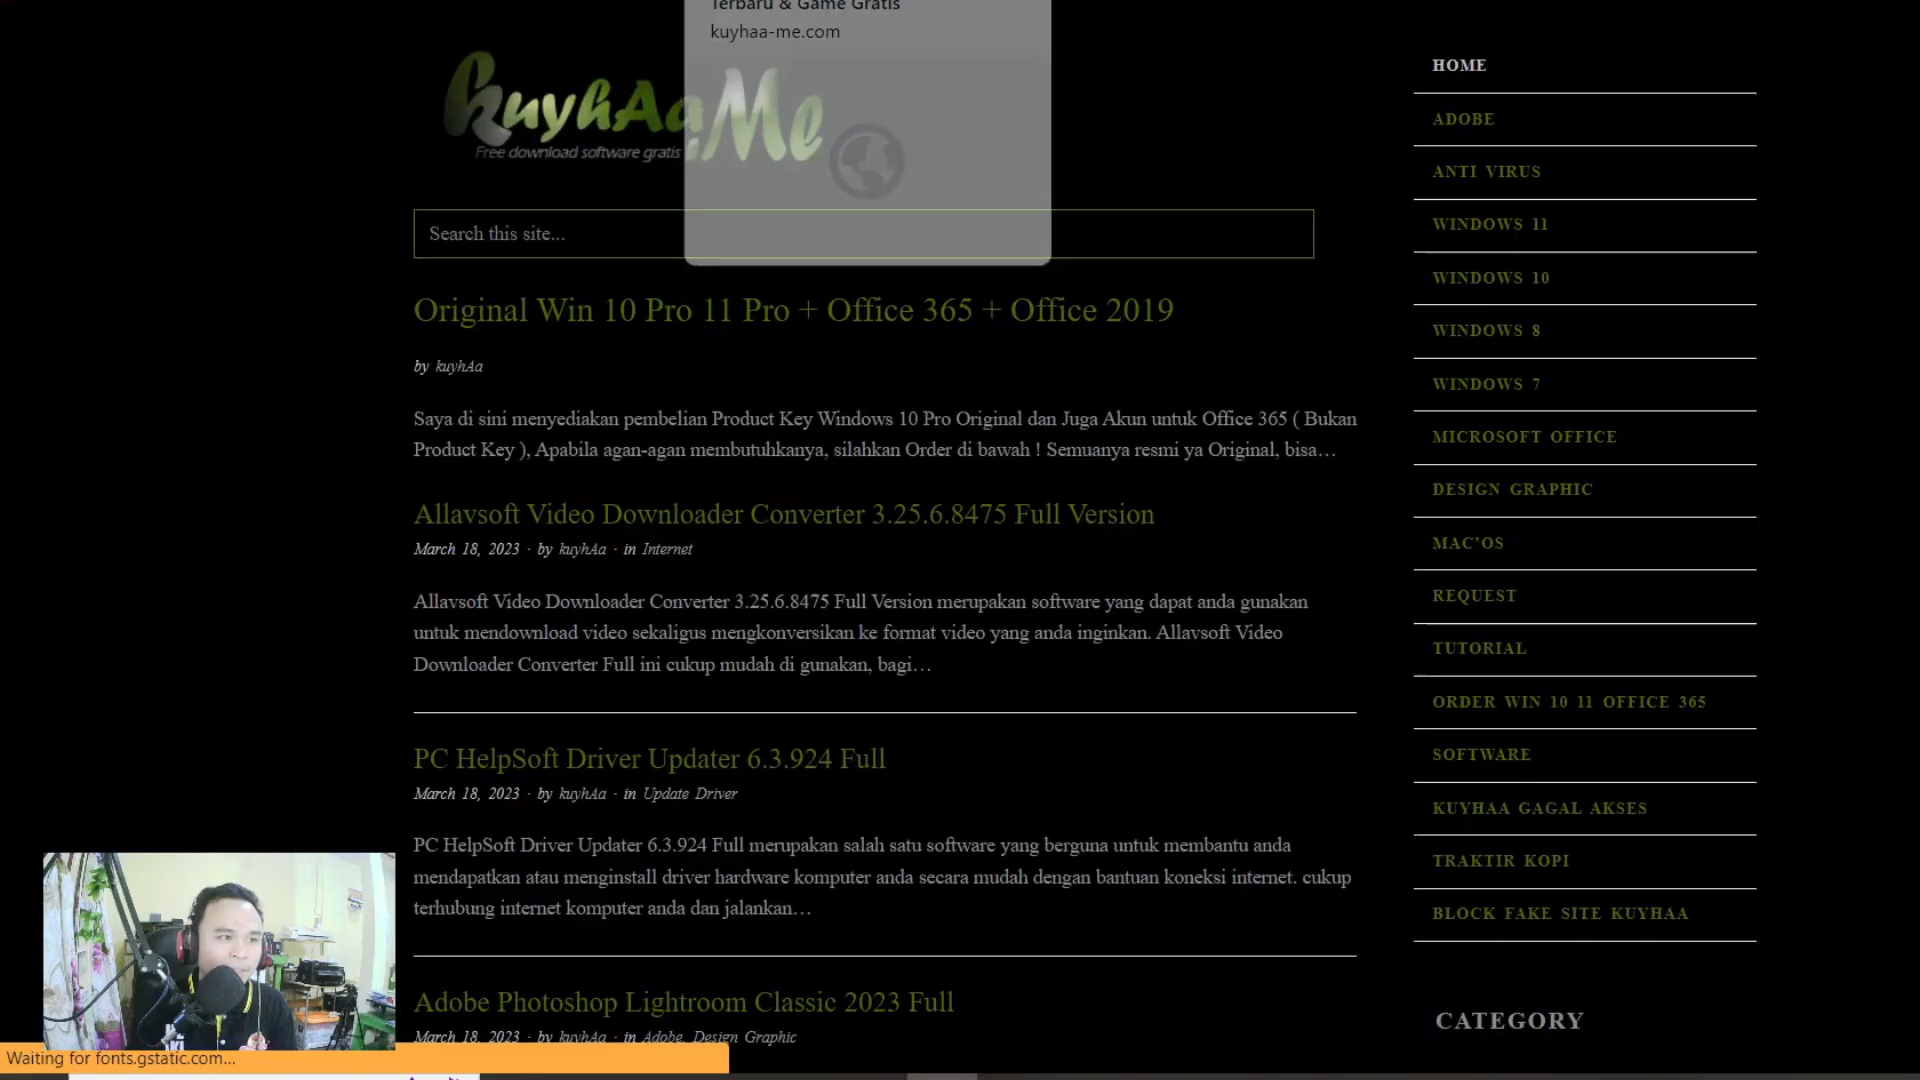 Terbaru & Game Gratis
kuyhaa-me.com
kuyhAa.Me
Free download software gratis
Search this site...
Original Win 10 Pro 11 Pro + Office 365 + Office 2019
by kuyhAa
Saya di sini menyediakan pembelian Product Key Windows 10 Pro Original dan Juga Akun untuk Office 365 ( Bukan
Product Key ), Apabila agan-agan membutuhkanya, silahkan Order di bawah ! Semuanya resmi ya Original, bisa…
Allavsoft Video Downloader Converter 3.25.6.8475 Full Version
March 18, 2023 · by kuyhAa · in Internet
Allavsoft Video Downloader Converter 3.25.6.8475 Full Version merupakan software yang dapat anda gunakan
untuk mendownload video sekaligus mengkonversikan ke format video yang anda inginkan. Allavsoft Video
Downloader Converter Full ini cukup mudah di gunakan, bagi…
PC HelpSoft Driver Updater 6.3.924 Full
March 18, 2023 · by kuyhAa · in Update Driver
PC HelpSoft Driver Updater 6.3.924 Full merupakan salah satu software yang berguna untuk membantu anda
mendapatkan atau menginstall driver hardware komputer anda secara mudah dengan bantuan koneksi internet. cukup
terhubung internet komputer anda dan jalankan…
Adobe Photoshop Lightroom Classic 2023 Full
March 18, 2023 · by kuyhAa · in Adobe, Design Graphic
HOME
ADOBE
ANTI VIRUS
WINDOWS 11
WINDOWS 10
WINDOWS 8
WINDOWS 7
MICROSOFT OFFICE
DESIGN GRAPHIC
MAC'OS
REQUEST
TUTORIAL
ORDER WIN 10 11 OFFICE 365
SOFTWARE
KUYHAA GAGAL AKSES
TRAKTIR KOPI
BLOCK FAKE SITE KUYHAA
CATEGORY
Waiting for fonts.gstatic.com...